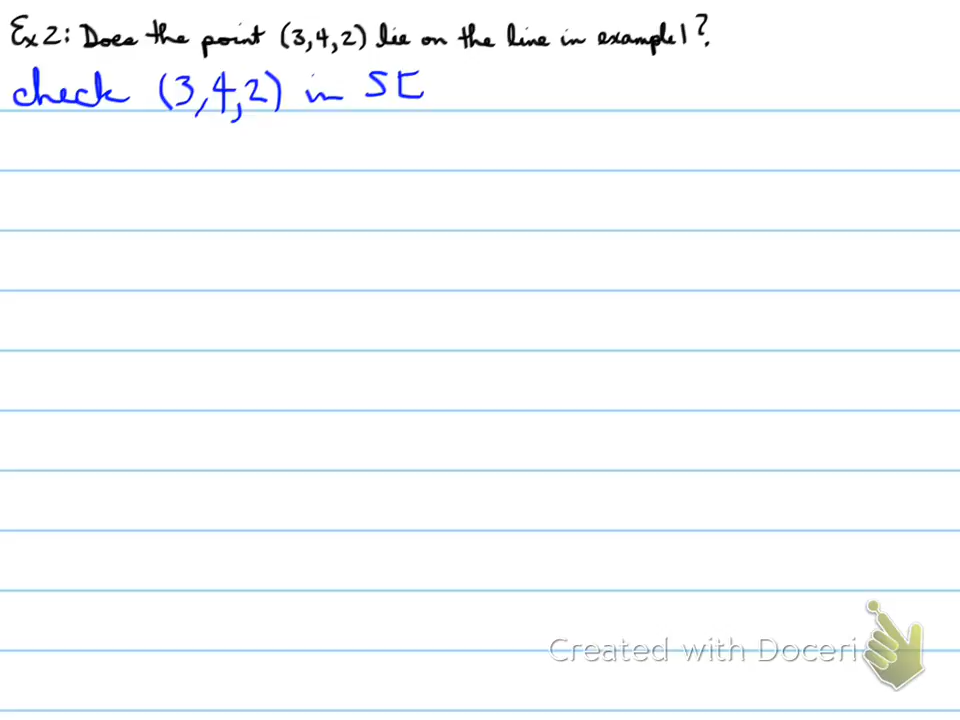 Ex 2: Does the point (3,4,2) lie on the line in example 1?
check (3,4,2) in SE
Created with Doceri